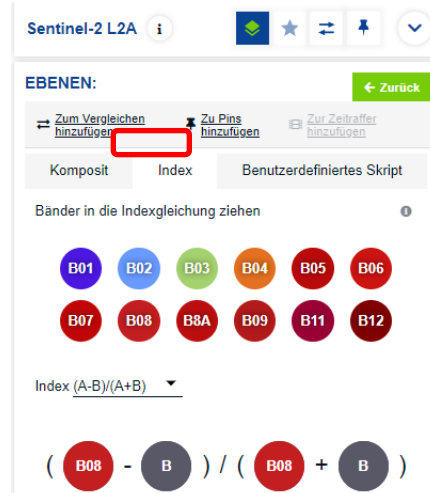 Sentinel-2 L2A i
EBENEN:
← Zurück
Zum Vergleichen hinzufügen
Zu Pins hinzufügen
Zur Zeitraffer hinzufügen
Komposit Index Benutzerdefiniertes Skript
Bänder in die Indexgleichung ziehen
B01 B02 B03 B04 B05 B06
B07 B08 B8A B09 B11 B12
Index (A-B)/(A+B)
( B08 - B ) / ( B08 + B )